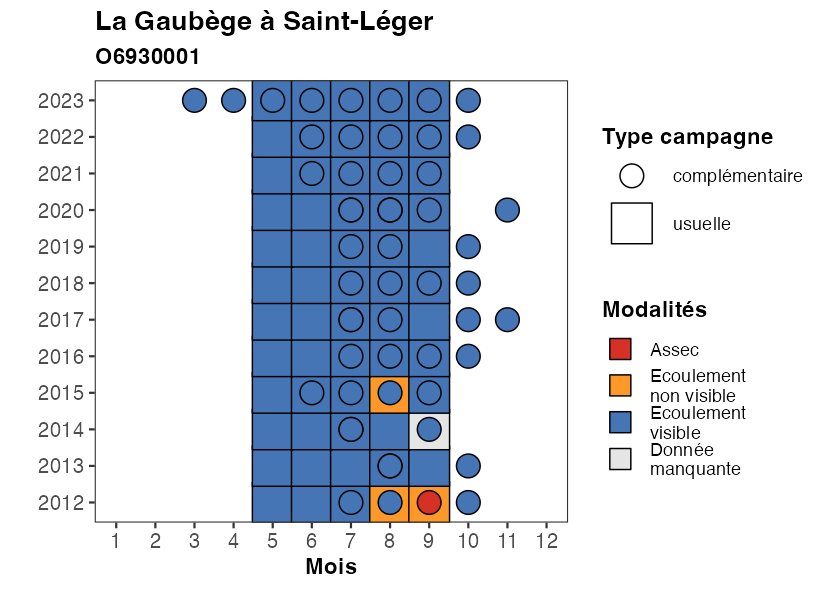 La Gaubège à Saint-Léger
O6930001
2023
2022
2021
2020
2019
2018
2017
2016
2015
2014
2013
2012
1 2 3 4 5 6 7 8 9 10 11 12
Mois
Type campagne
complémentaire
usuelle
Modalités
Assec
Ecoulement
non visible
Ecoulement
visible
Donnée
manquante